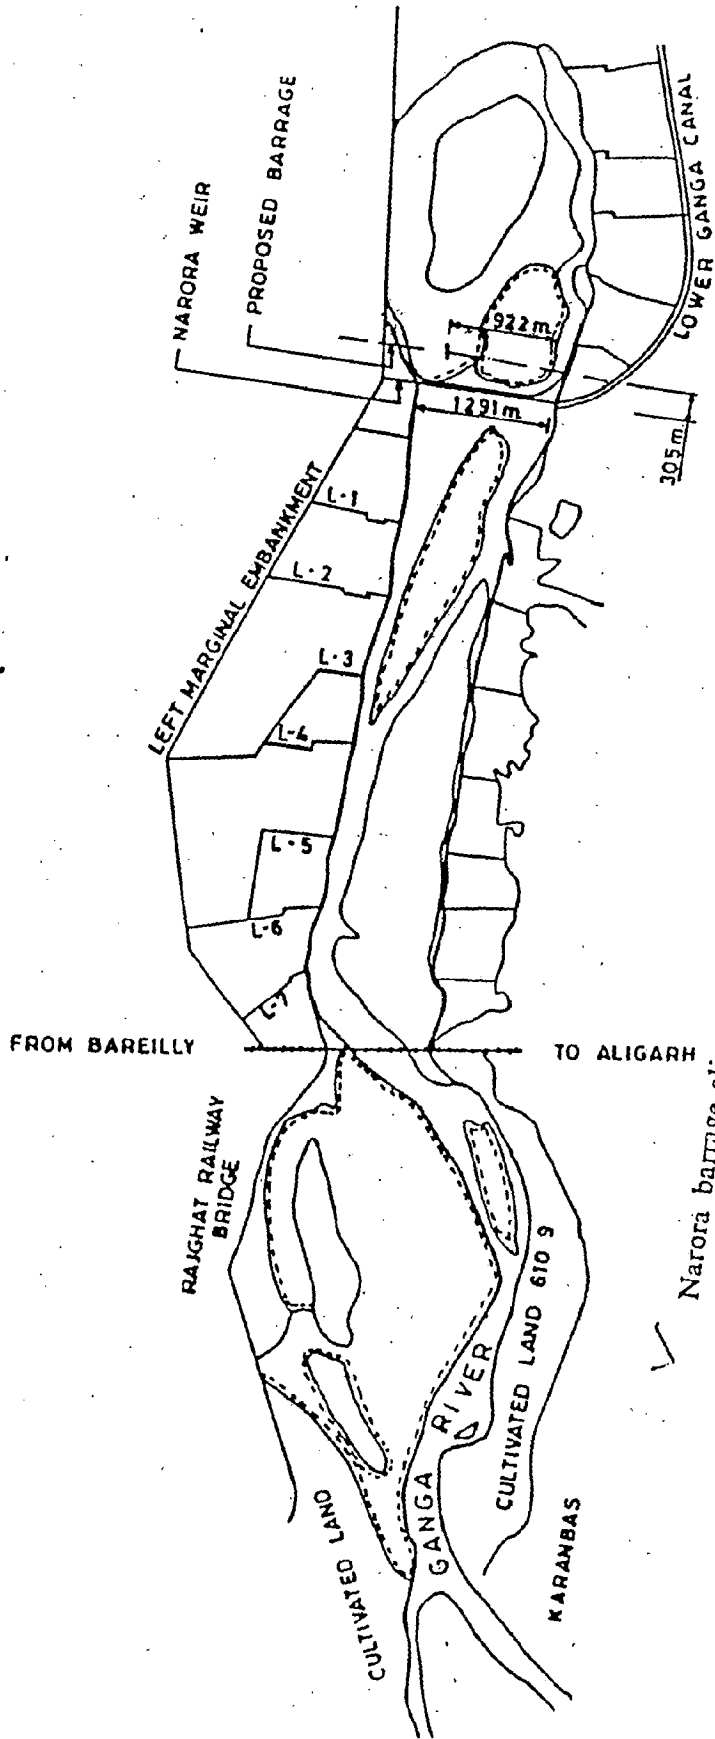 NARORA WEIR
PROPOSED BARRAGE
LOWER GANGA CANAL
922m
1291m
305m
LEFT MARGINAL EMBANKMENT
L-1
L-2
L-3
L-4
L-5
L-6
L-7
FROM BAREILLY
TO ALIGARH
RAJGHAT RAILWAY
BRIDGE
GANGA RIVER
CULTIVATED LAND 610 9
CULTIVATED LAND
KARANBAS
Narora barrage